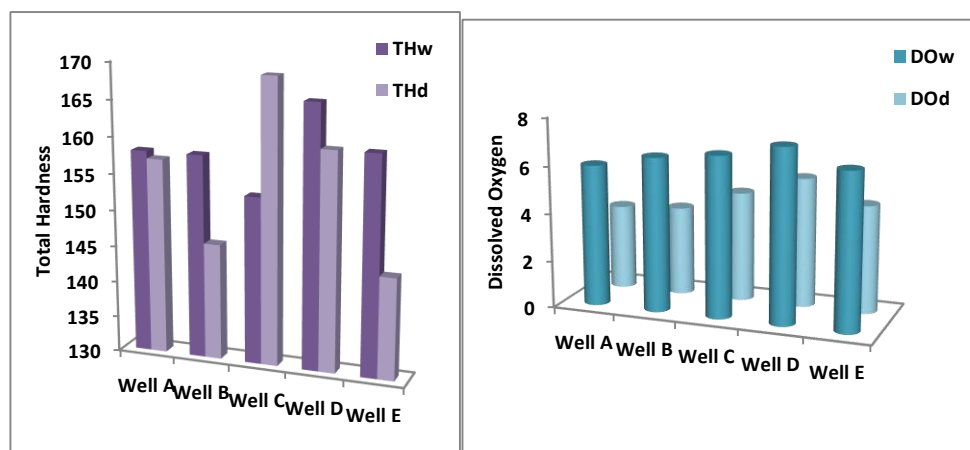 Total Hardness
170
165
160
155
150
145
140
135
130
Well A
Well B
Well C
Well D
Well E
THw
THd
Dissolved Oxygen
8
6
4
2
0
Well A
Well B
Well C
Well D
Well E
DOw
DOd